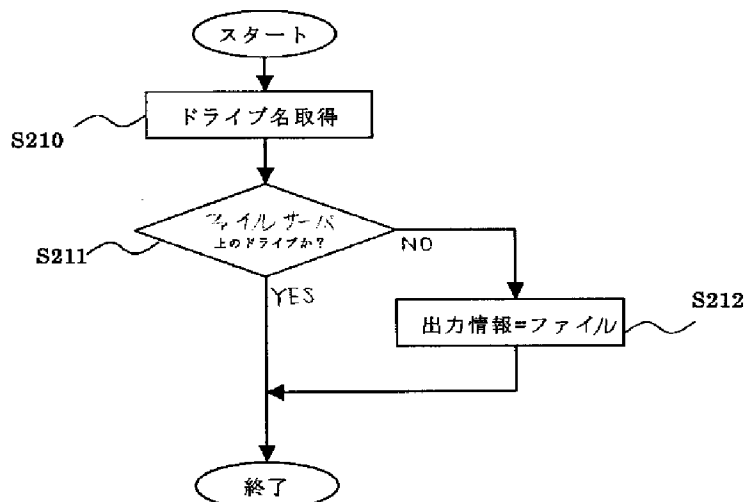 スタート
ドライブ名取得
S210
ファイルサーバ
上のドライブか?
S211
NO
YES
出力情報=ファイル
S212
終了